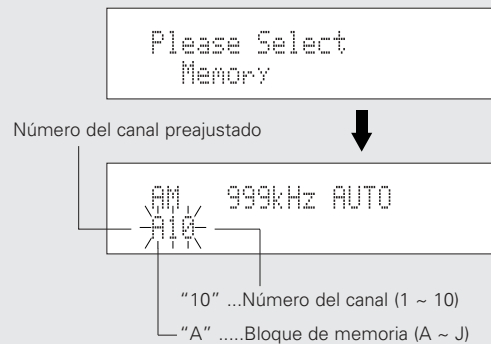 Please Select
Memory
Número del canal preajustado
AM 999kHz AUTO
A10
“10” ...Número del canal (1 ~ 10)
“A” .....Bloque de memoria (A ~ J)